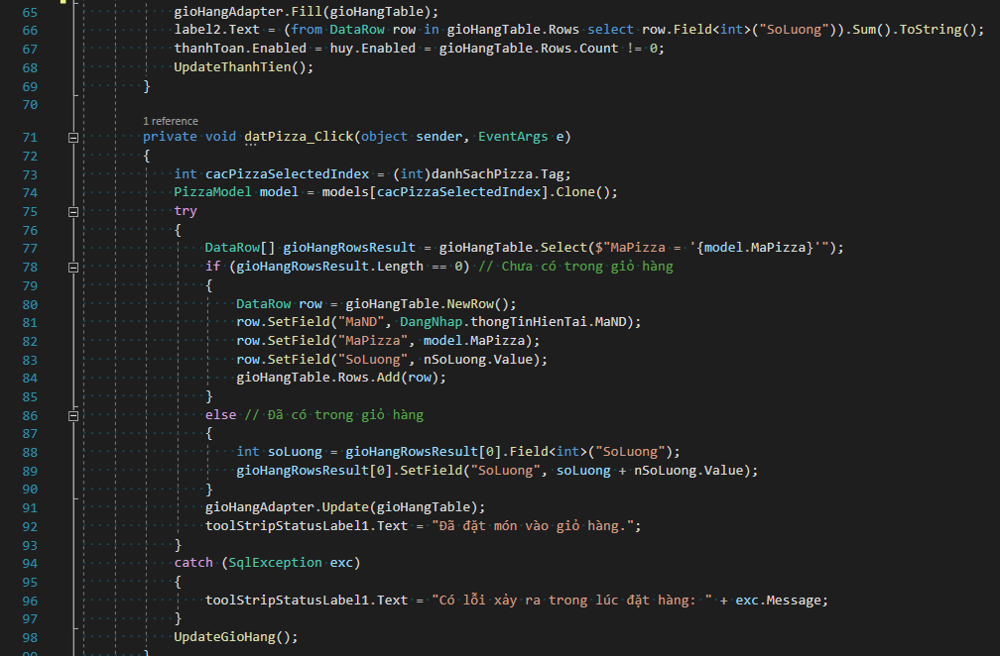 65 gioHangAdapter.Fill(gioHangTable);
66 label2.Text = (from DataRow row in gioHangTable.Rows select row.Field<int>("SoLuong")).Sum().ToString();
67 thanhToan.Enabled = huy.Enabled = gioHangTable.Rows.Count != 0;
68 UpdateThanhTien();
69 }
70
1 reference
71 private void datPizza_Click(object sender, EventArgs e)
72 {
73 int cacPizzaSelectedIndex = (int)danhSachPizza.Tag;
74 PizzaModel model = models[cacPizzaSelectedIndex].Clone();
75 try
76 {
77 DataRow[] gioHangRowsResult = gioHangTable.Select($"MaPizza = '{model.MaPizza}'");
78 if (gioHangRowsResult.Length == 0) // Chưa có trong giỏ hàng
79 {
80 DataRow row = gioHangTable.NewRow();
81 row.SetField("MaND", DangNhap.thongTinHienTai.MaND);
82 row.SetField("MaPizza", model.MaPizza);
83 row.SetField("SoLuong", nSoLuong.Value);
84 gioHangTable.Rows.Add(row);
85 }
86 else // Đã có trong giỏ hàng
87 {
88 int soLuong = gioHangRowsResult[0].Field<int>("SoLuong");
89 gioHangRowsResult[0].SetField("SoLuong", soLuong + nSoLuong.Value);
90 }
91 gioHangAdapter.Update(gioHangTable);
92 toolStripStatusLabel1.Text = "Đã đặt món vào giỏ hàng.";
93 }
94 catch (SqlException exc)
95 {
96 toolStripStatusLabel1.Text = "Có lỗi xảy ra trong lúc đặt hàng: " + exc.Message;
97 }
98 UpdateGioHang();